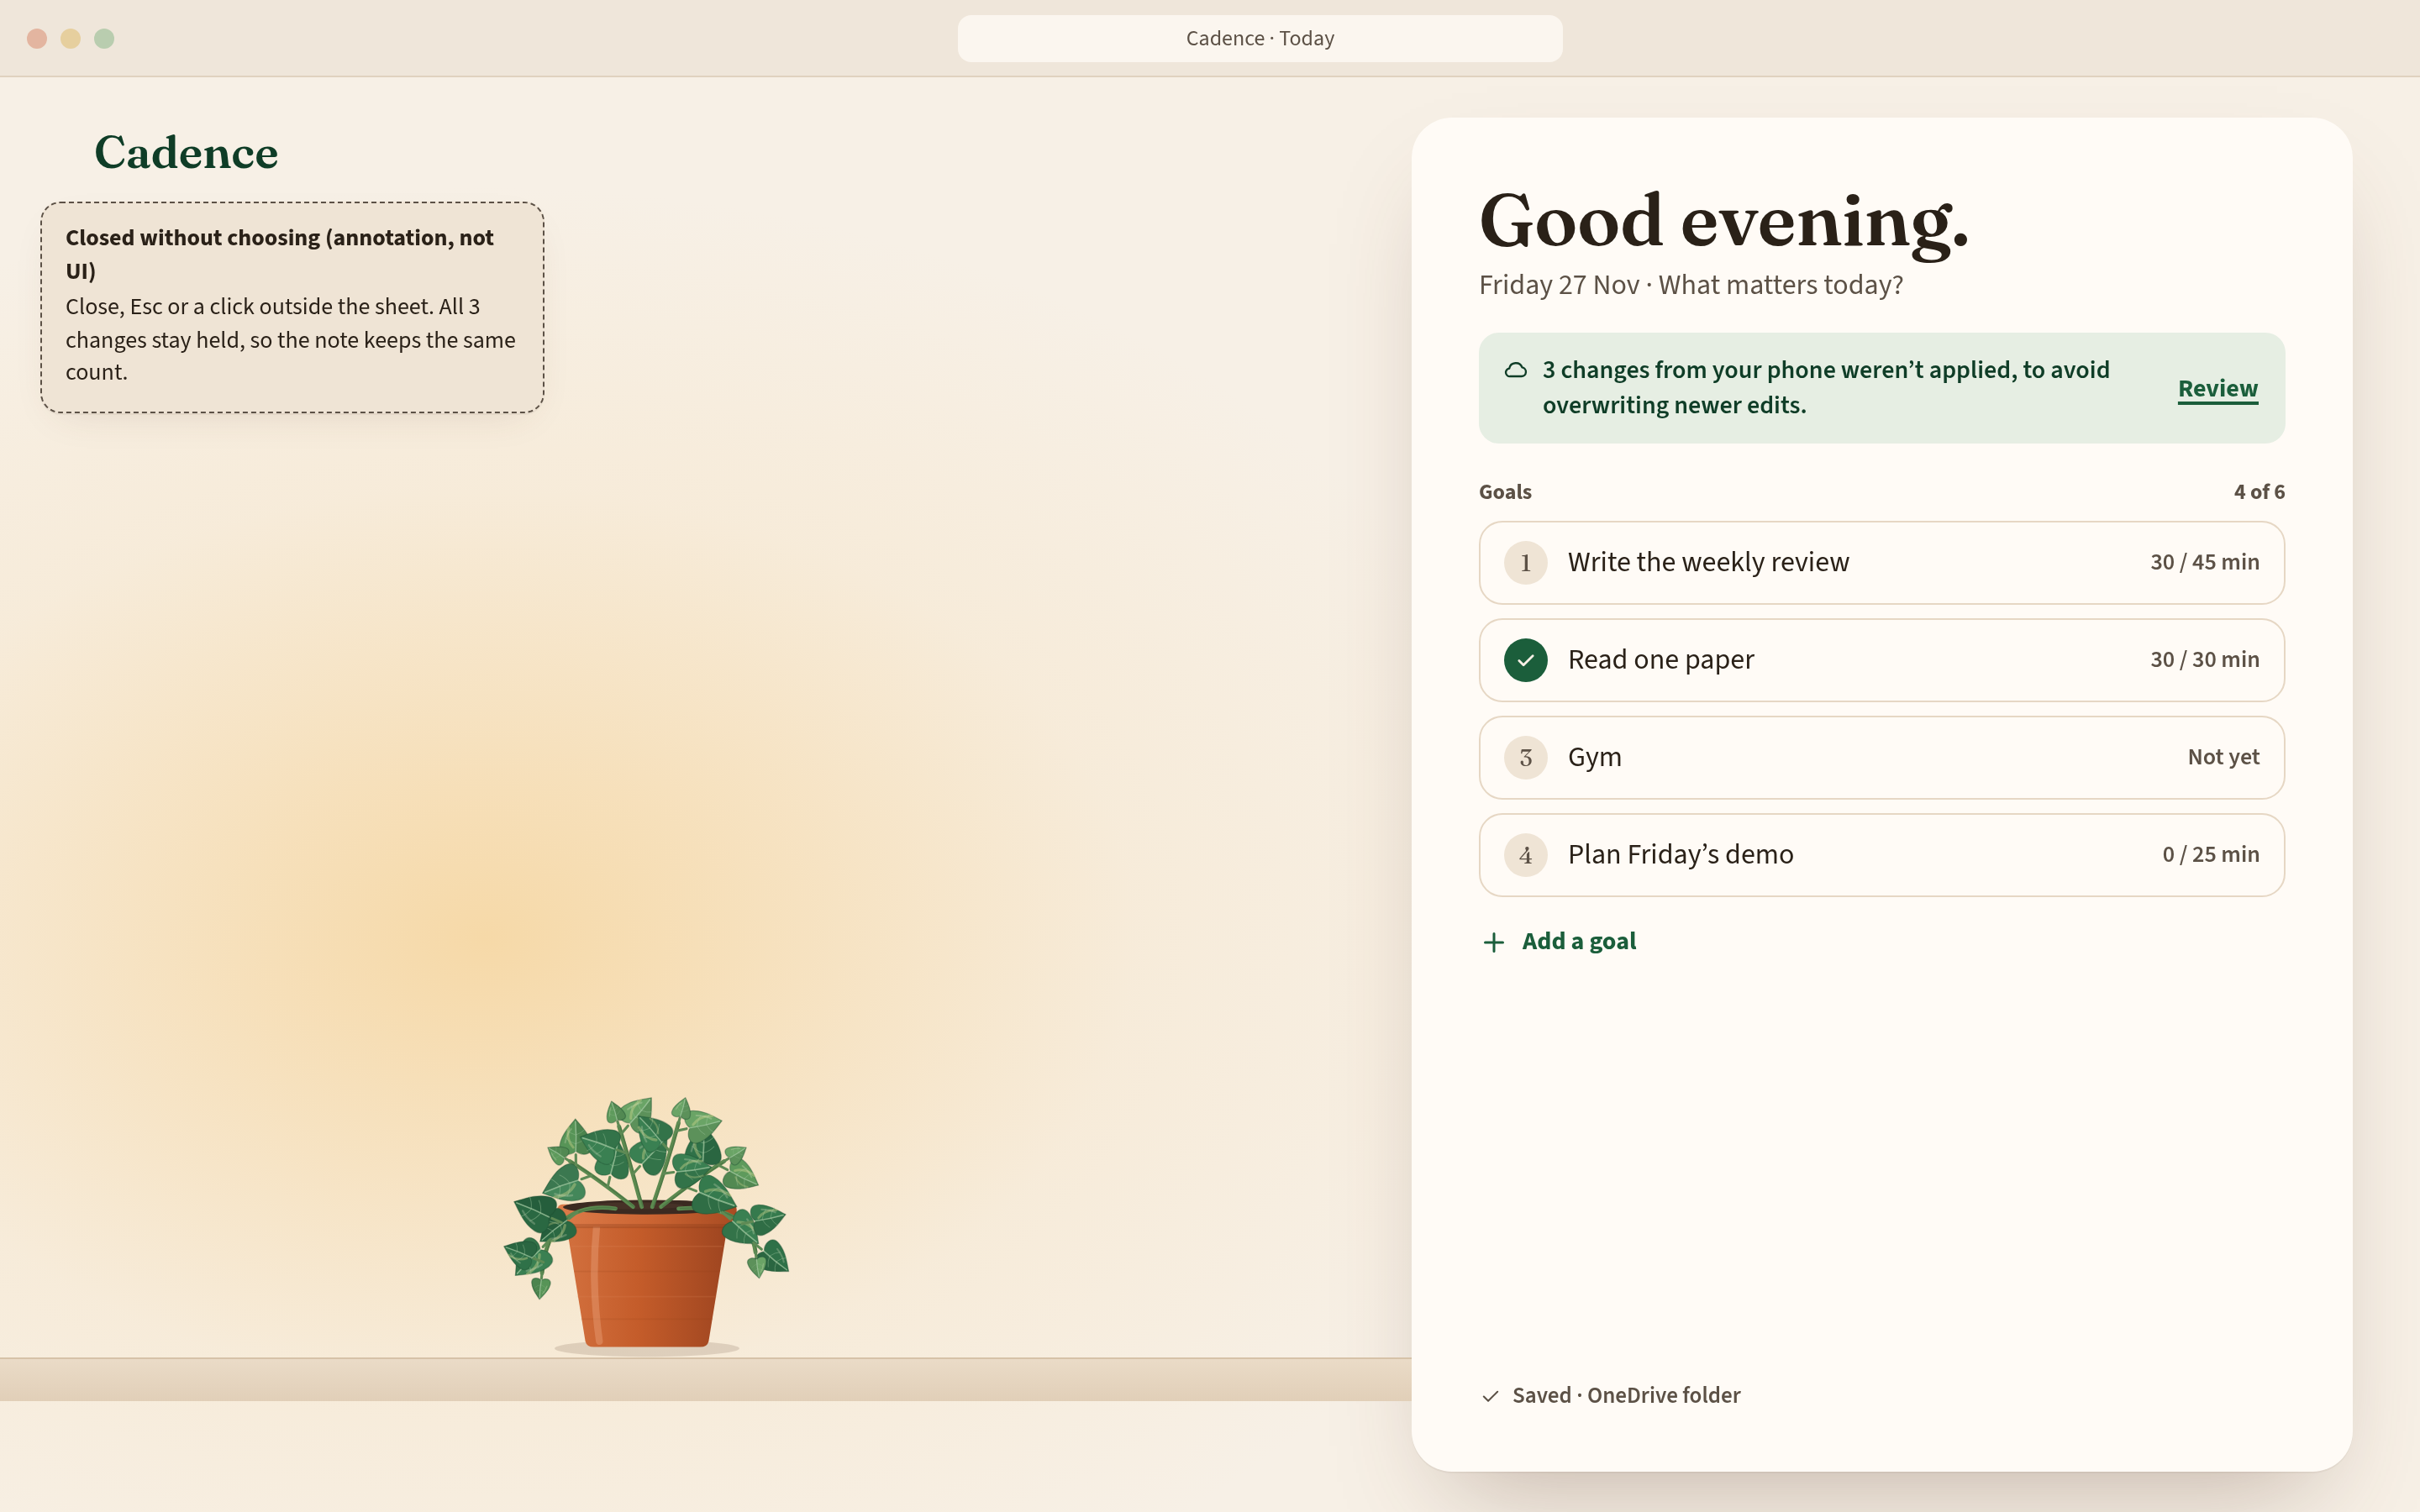 Cadence · Today
Cadence
Closed without choosing (annotation, not
UI)
Close, Esc or a click outside the sheet. All 3
changes stay held, so the note keeps the same
count.
Good evening.
Friday 27 Nov · What matters today?
3 changes from your phone weren’t applied, to avoid
overwriting newer edits.
Review
Goals
4 of 6
1 Write the weekly review 30 / 45 min
Read one paper 30 / 30 min
3 Gym Not yet
4 Plan Friday’s demo 0 / 25 min
Add a goal
Saved · OneDrive folder